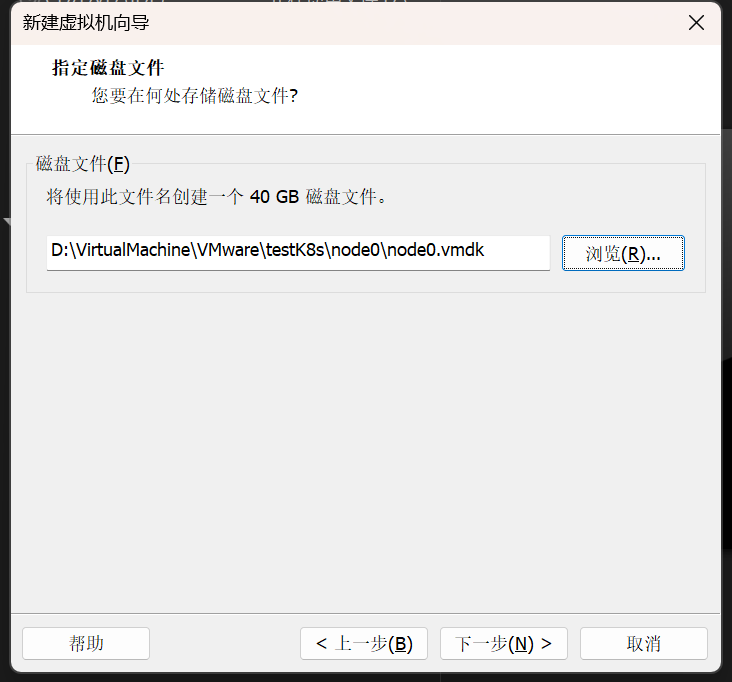 新建虚拟机向导
指定磁盘文件
您要在何处存储磁盘文件?
磁盘文件(F)
将使用此文件名创建一个 40 GB 磁盘文件。
D:\VirtualMachine\VMware\testK8s\node0\node0.vmdk
浏览(R)...
帮助
< 上一步(B)
下一步(N) >
取消